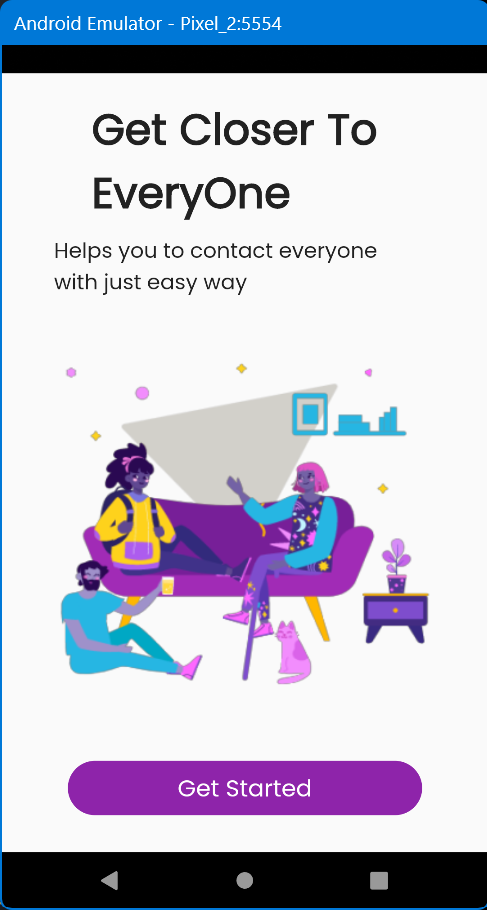 Android Emulator - Pixel_2:5554
Get Closer To
EveryOne
Helps you to contact everyone
with just easy way
Get Started